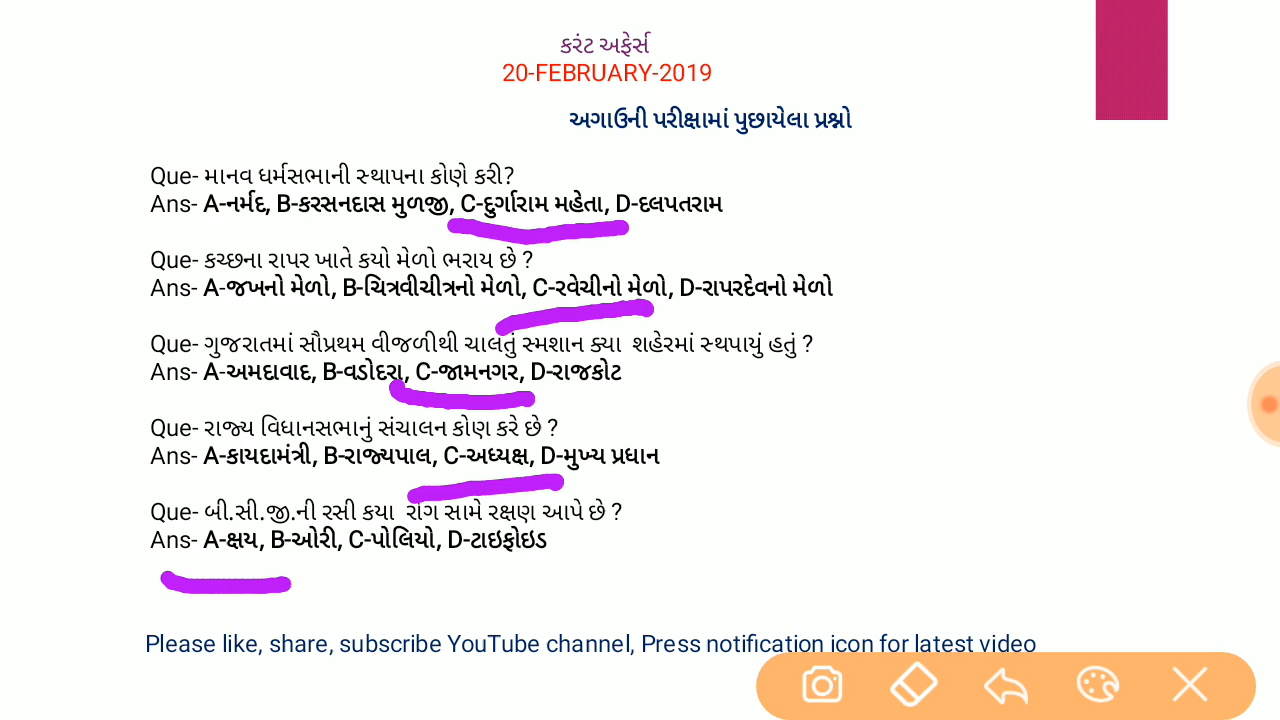 કરંટ અફેર્સ
20-FEBRUARY-2019
અગાઉની પરીક્ષામાં પુછાયેલા પ્રશ્નો
Que- માનવ ધર્મસભાની સ્થાપના કોણે કરી?
Ans- A-નર્મદ, B-કરસનદાસ મુળજી, C-દુર્ગારામ મહેતા, D-દલપતરામ
Que- કચ્છના રાપર ખાતે કયો મેળો ભરાય છે ?
Ans- A-જખનો મેળો, B-ચિત્રવીચીત્રનો મેળો, C-રવેચીનો મેળો, D-રાપરદેવનો મેળો
Que- ગુજરાતમાં સૌપ્રથમ વીજળીથી ચાલતું સ્મશાન ક્યા શહેરમાં સ્થપાયું હતું ?
Ans- A-અમદાવાદ, B-વડોદરા, C-જામનગર, D-રાજકોટ
Que- રાજ્ય વિધાનસભાનું સંચાલન કોણ કરે છે ?
Ans- A-કાયદામંત્રી, B-રાજ્યપાલ, C-અધ્યક્ષ, D-મુખ્ય પ્રધાન
Que- બી.સી.જી.ની રસી કયા રોગ સામે રક્ષણ આપે છે ?
Ans- A-ક્ષય, B-ઓરી, C-પોલિયો, D-ટાઇફોઇડ
Please like, share, subscribe YouTube channel, Press notification icon for latest video